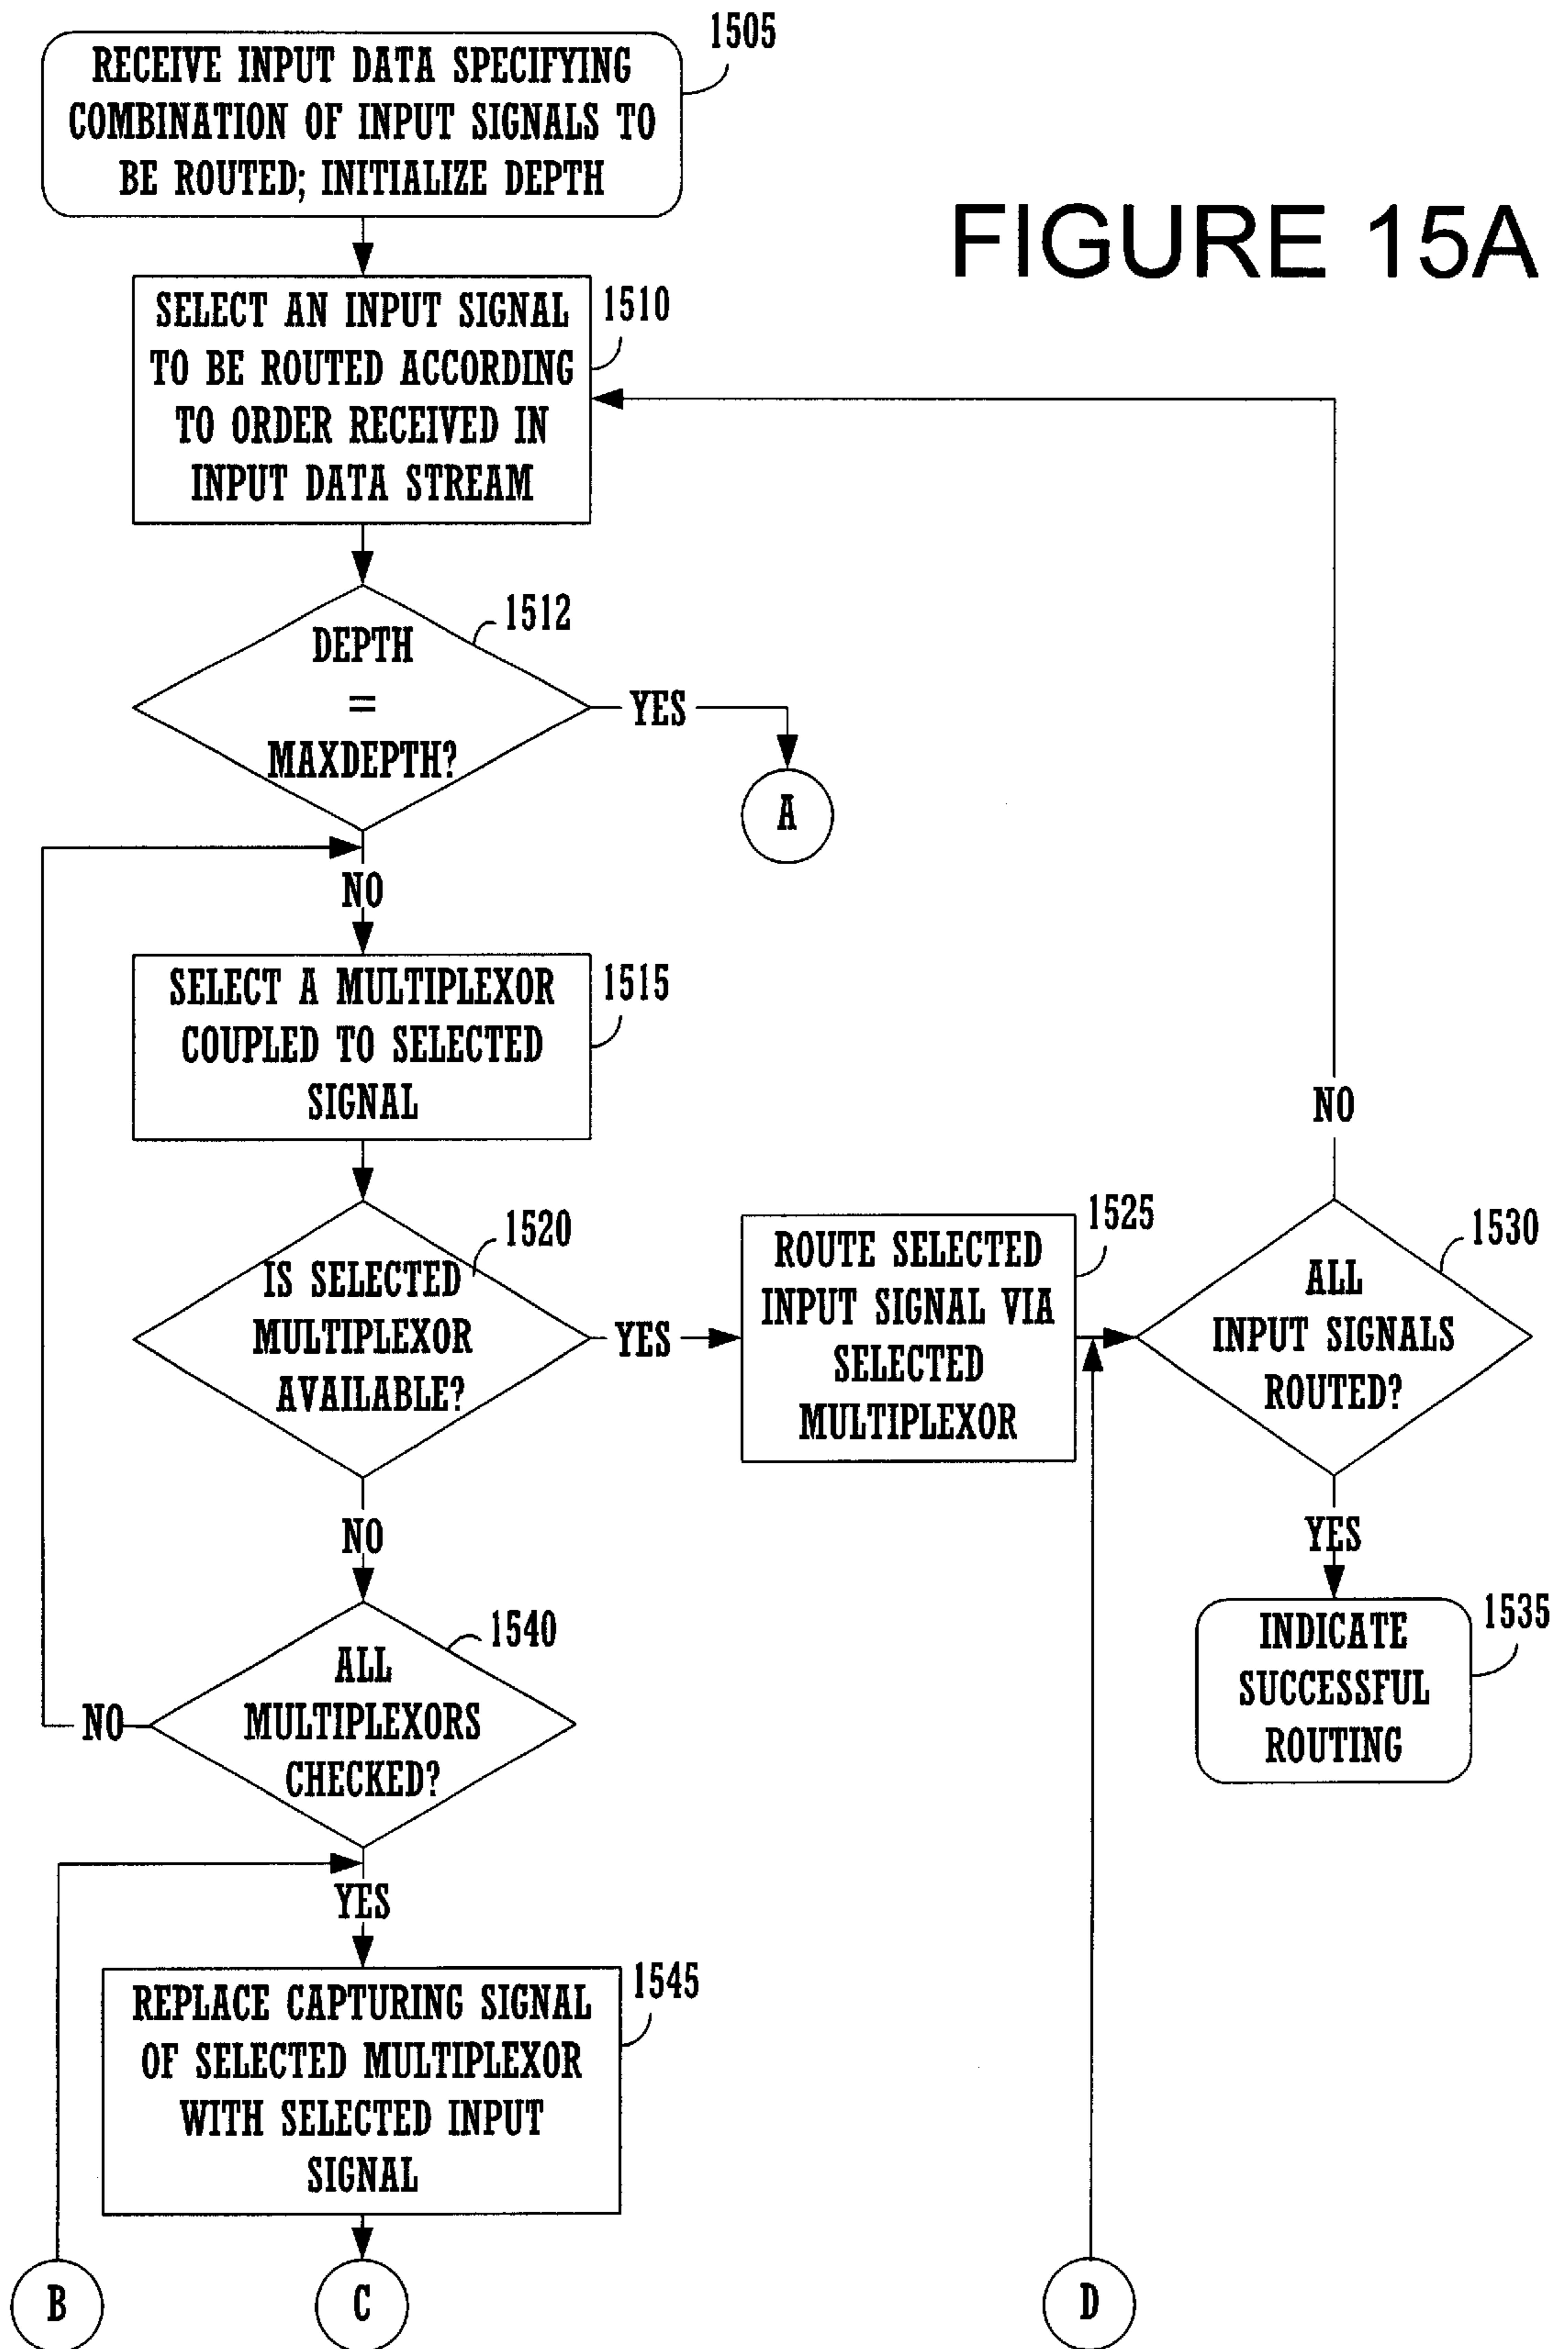 1505
RECEIVE INPUT DATA SPECIFYING
COMBINATION OF INPUT SIGNALS TO
BE ROUTED; INITIALIZE DEPTH
FIGURE 15A
1510
SELECT AN INPUT SIGNAL
TO BE ROUTED ACCORDING
TO ORDER RECEIVED IN
INPUT DATA STREAM
1512
DEPTH
=
MAXDEPTH?
YES
A
NO
1515
SELECT A MULTIPLEXOR
COUPLED TO SELECTED
SIGNAL
1520
IS SELECTED
MULTIPLEXOR
AVAILABLE?
YES
1525
ROUTE SELECTED
INPUT SIGNAL VIA
SELECTED
MULTIPLEXOR
NO
1530
ALL
INPUT SIGNALS
ROUTED?
YES
1535
INDICATE
SUCCESSFUL
ROUTING
NO
1540
ALL
MULTIPLEXORS
CHECKED?
NO
YES
1545
REPLACE CAPTURING SIGNAL
OF SELECTED MULTIPLEXOR
WITH SELECTED INPUT
SIGNAL
B
C
D